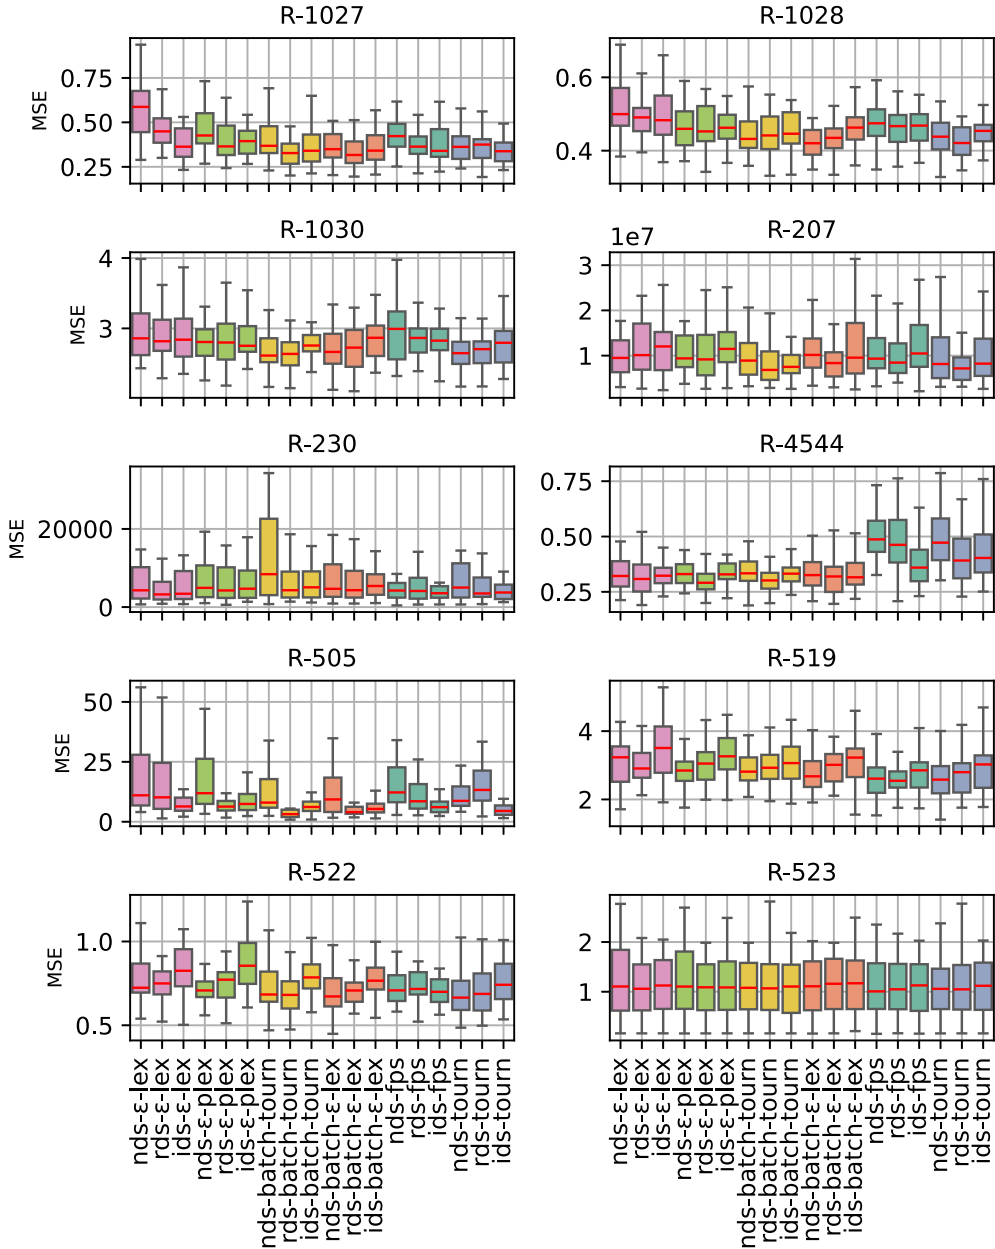 R-1027
R-1028
MSE
0.75
0.50
0.25
0.6
0.4
R-1030
R-207
MSE
4
3
1e7
3
2
1
R-230
R-4544
MSE
20000
0
0.75
0.50
0.25
R-505
R-519
MSE
50
25
0
4
2
R-522
R-523
MSE
1.0
0.5
2
1
nds-ε-lex
rds-ε-lex
ids-ε-lex
nds-ε-plex
rds-ε-plex
ids-ε-plex
nds-batch-tourn
rds-batch-tourn
ids-batch-tourn
nds-batch-ε-lex
rds-batch-ε-lex
ids-batch-ε-lex
nds-fps
rds-fps
ids-fps
nds-tourn
rds-tourn
ids-tourn
nds-ε-lex
rds-ε-lex
ids-ε-lex
nds-ε-plex
rds-ε-plex
ids-ε-plex
nds-batch-tourn
rds-batch-tourn
ids-batch-tourn
nds-batch-ε-lex
rds-batch-ε-lex
ids-batch-ε-lex
nds-fps
rds-fps
ids-fps
nds-tourn
rds-tourn
ids-tourn